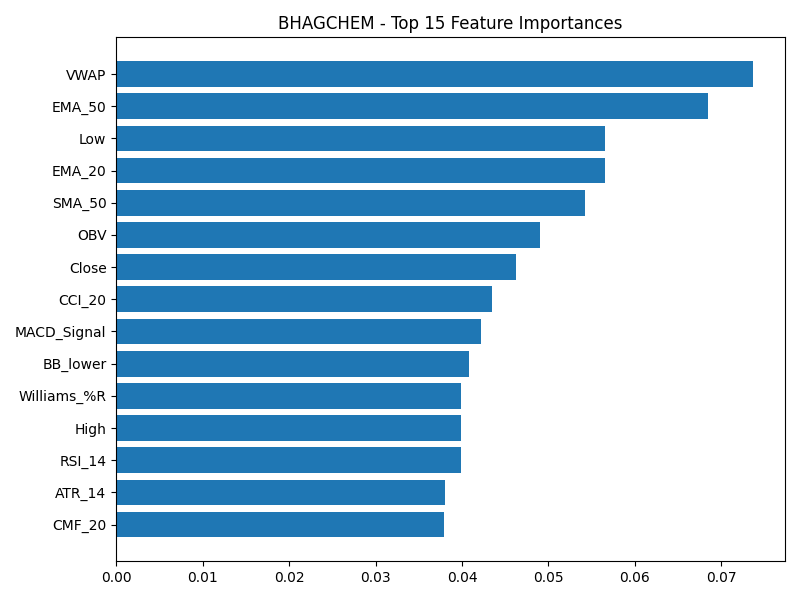 BHAGCHEM - Top 15 Feature Importances
VWAP
EMA_50
Low
EMA_20
SMA_50
OBV
Close
CCI_20
MACD_Signal
BB_lower
Williams_%R
High
RSI_14
ATR_14
CMF_20
0.00 0.01 0.02 0.03 0.04 0.05 0.06 0.07